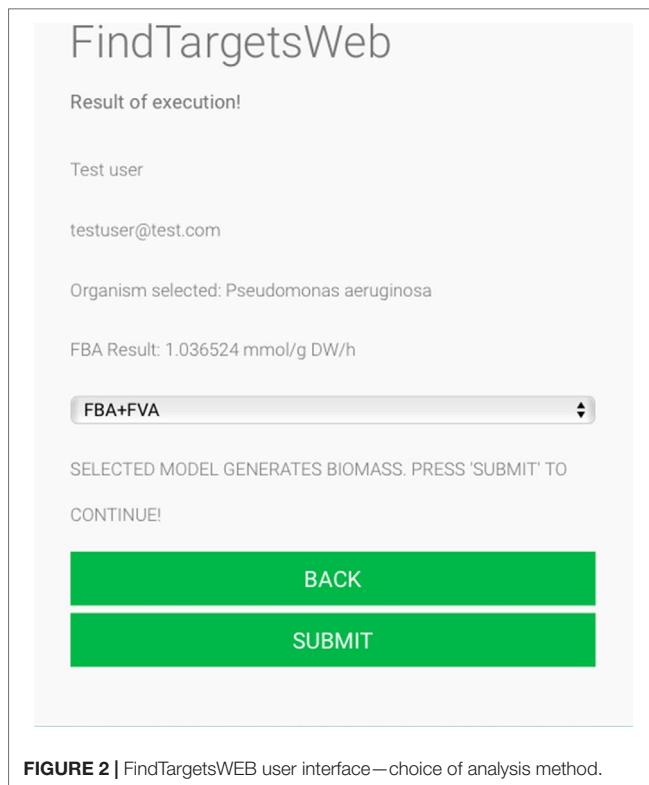 FindTargetsWeb
Result of execution!
Test user
testuser@test.com
Organism selected: Pseudomonas aeruginosa
FBA Result: 1.036524 mmol/g DW/h
FBA+FVA
SELECTED MODEL GENERATES BIOMASS. PRESS 'SUBMIT' TO
CONTINUE!
BACK
SUBMIT
FIGURE 2 | FindTargetsWEB user interface—choice of analysis method.